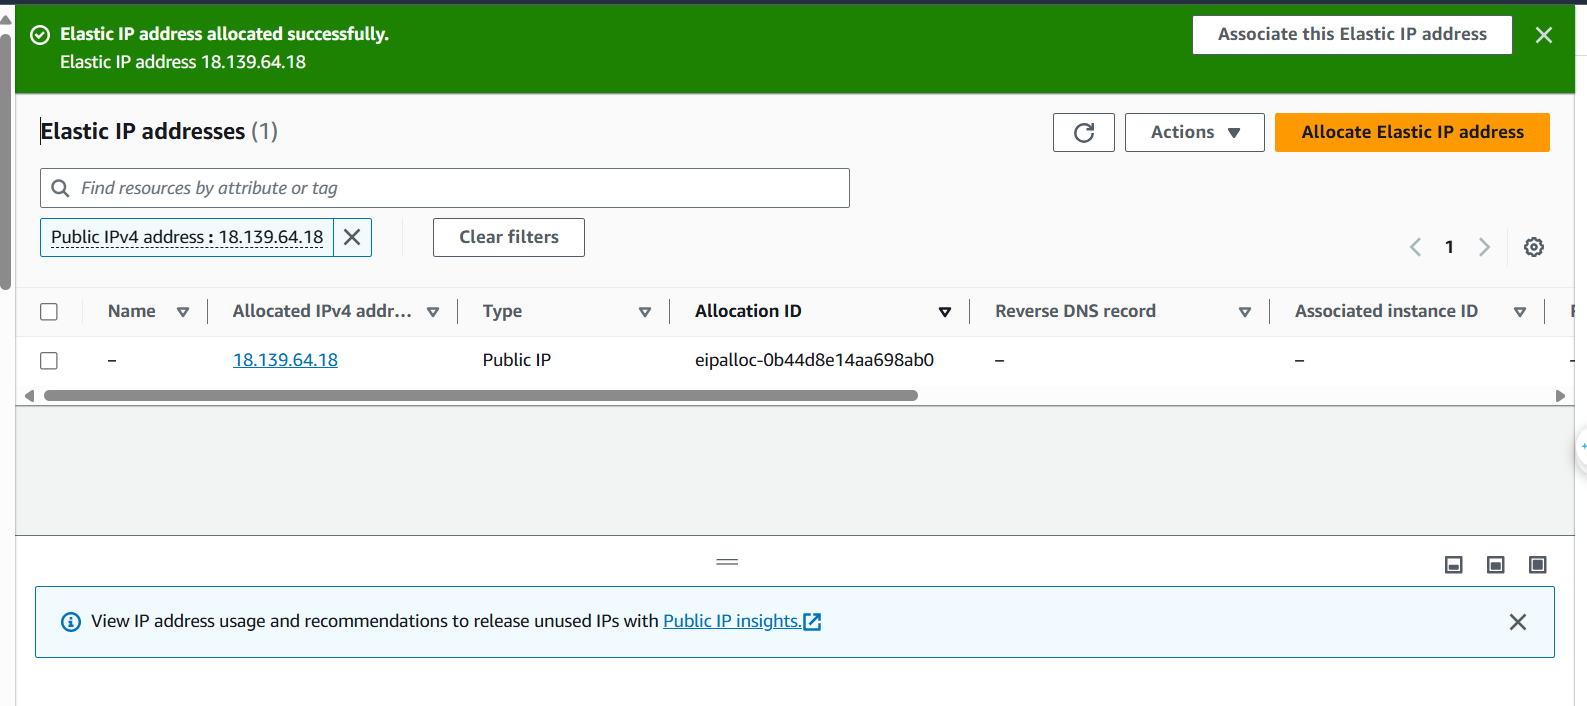 Elastic IP address allocated successfully.
Elastic IP address 18.139.64.18
Associate this Elastic IP address
Elastic IP addresses (1)
Actions
Allocate Elastic IP address
Find resources by attribute or tag
Public IPv4 address : 18.139.64.18
Clear filters
1
Name Allocated IPv4 addr... Type Allocation ID Reverse DNS record Associated instance ID
– 18.139.64.18 Public IP eipalloc-0b44d8e14aa698ab0 – –
View IP address usage and recommendations to release unused IPs with Public IP insights.